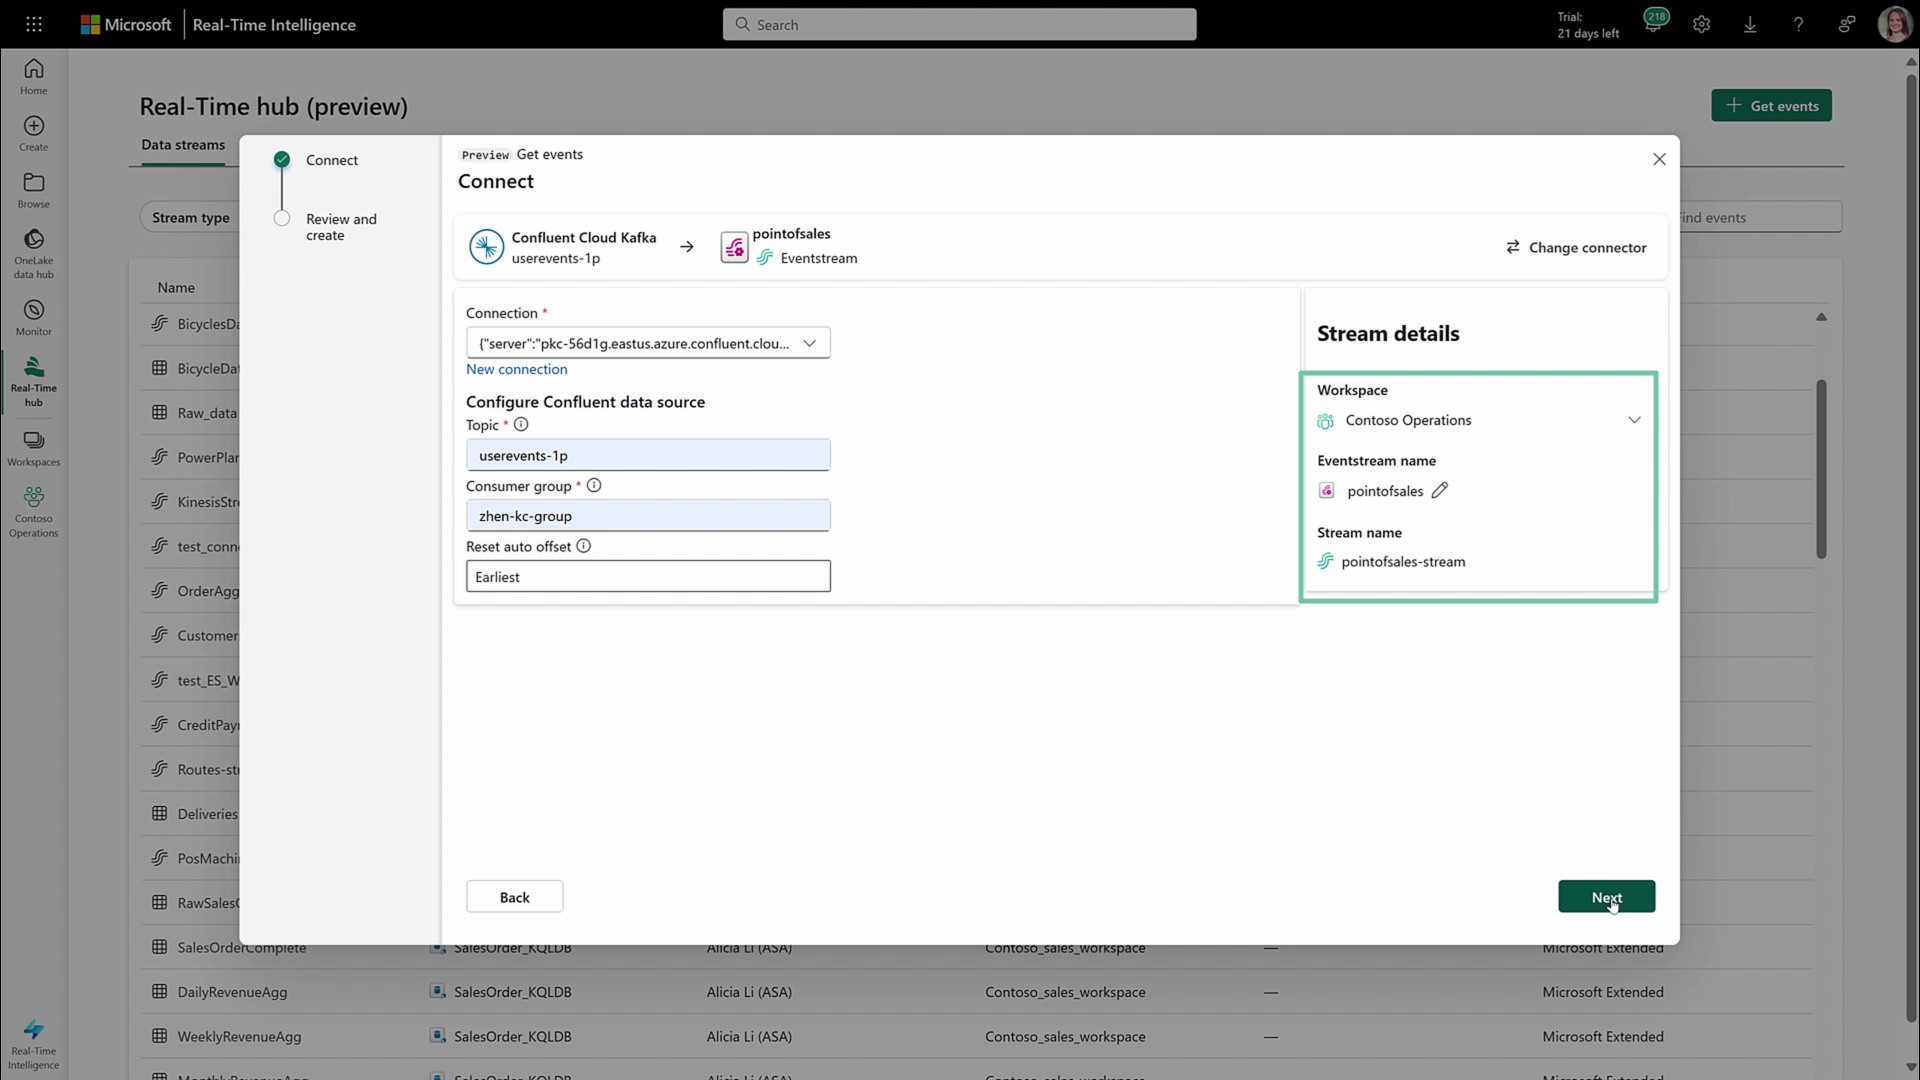 Microsoft
Real-Time Intelligence
Search
Trial:
21 days left
218
Home
Create
Browse
OneLake
data hub
Monitor
Real-Time
hub
Workspaces
Contoso
Operations
Real-Time
Intelligence
Real-Time hub (preview)
Get events
Data streams
Stream type
Name
Connect
Review and
create
Preview Get events
Connect
Confluent Cloud Kafka
userevents-1p
pointofsales
Eventstream
Change connector
Connection *
{"server":"pkc-56d1g.eastus.azure.confluent.clou...
New connection
Configure Confluent data source
Topic *
userevents-1p
Consumer group *
zhen-kc-group
Reset auto offset
Earliest
Stream details
Workspace
Contoso Operations
Eventstream name
pointofsales
Stream name
pointofsales-stream
Back
Next
find events
BicyclesDa
BicycleDat
Raw_data
PowerPlan
KinesisStre
test_conne
OrderAgg
Customer
test_ES_W
CreditPay
Routes-str
Deliveries
PosMachi
RawSalesO
SalesOrderComplete SalesOrder_KQLDB Alicia Li (ASA) Contoso_sales_workspace — Microsoft Extended
DailyRevenueAgg SalesOrder_KQLDB Alicia Li (ASA) Contoso_sales_workspace — Microsoft Extended
WeeklyRevenueAgg SalesOrder_KQLDB Alicia Li (ASA) Contoso_sales_workspace — Microsoft Extended